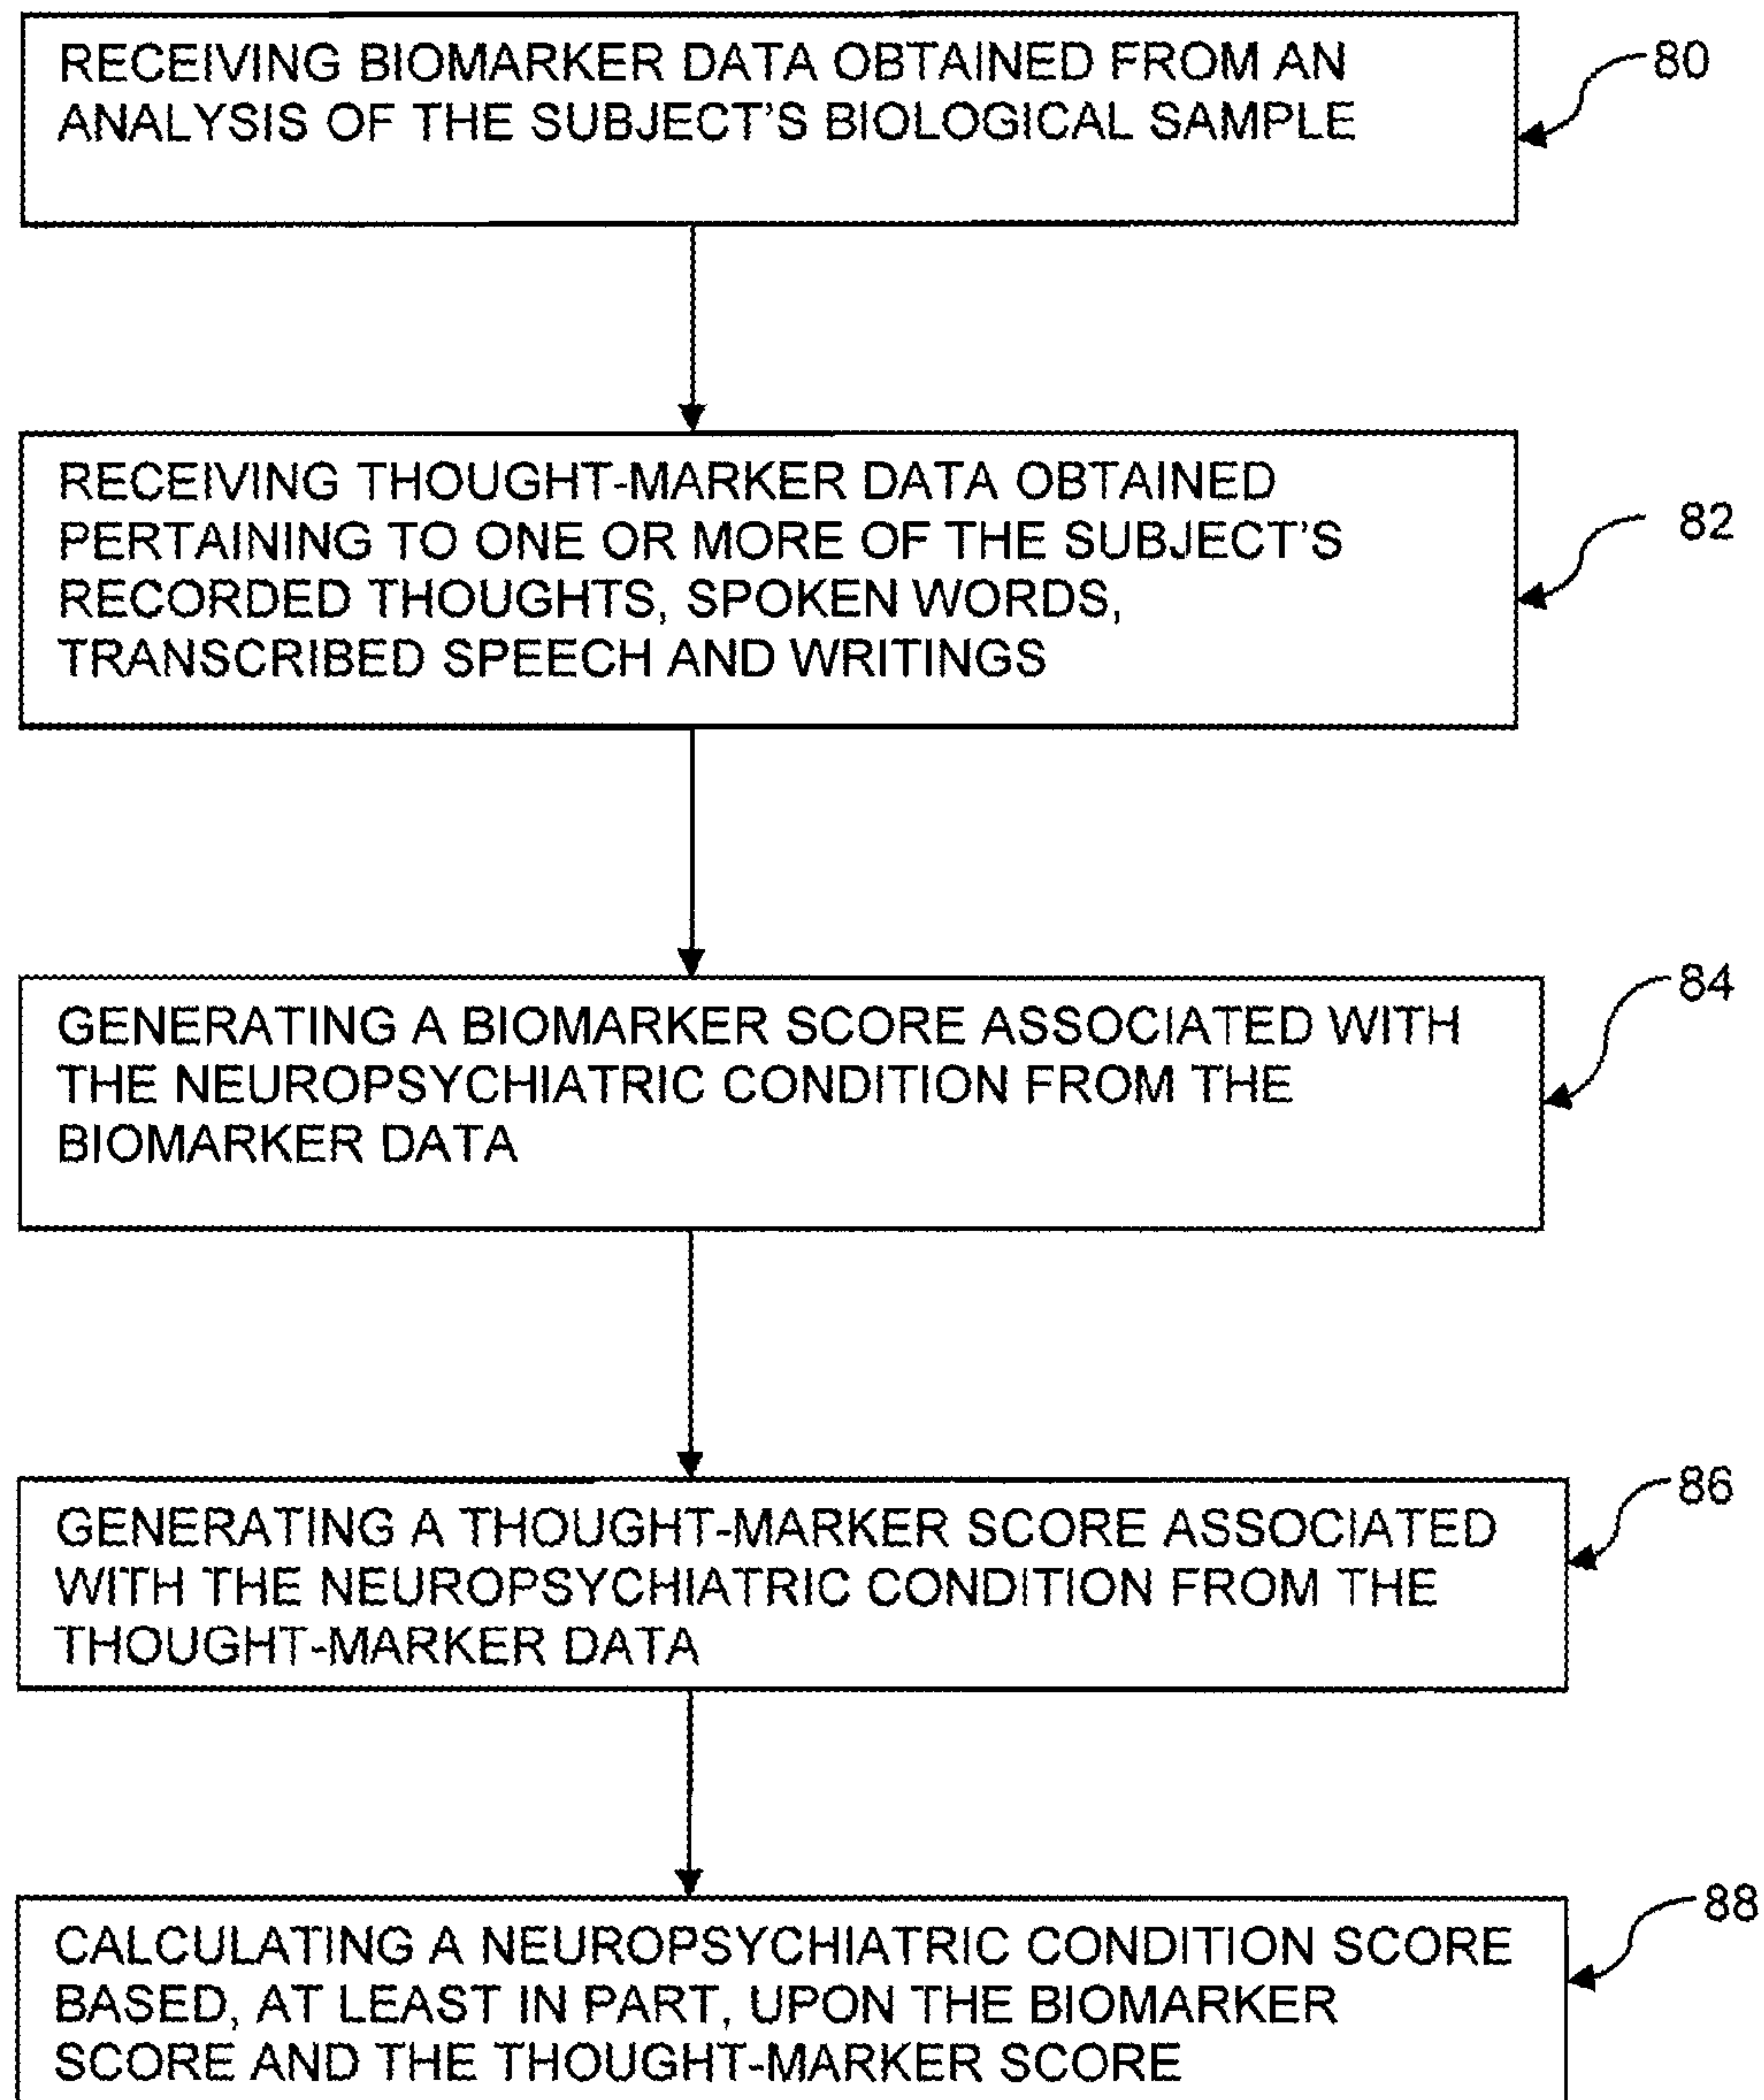 RECEIVING BIOMARKER DATA OBTAINED FROM AN
ANALYSIS OF THE SUBJECT'S BIOLOGICAL SAMPLE
80
RECEIVING THOUGHT-MARKER DATA OBTAINED
PERTAINING TO ONE OR MORE OF THE SUBJECT'S
RECORDED THOUGHTS, SPOKEN WORDS,
TRANSCRIBED SPEECH AND WRITINGS
82
GENERATING A BIOMARKER SCORE ASSOCIATED WITH
THE NEUROPSYCHIATRIC CONDITION FROM THE
BIOMARKER DATA
84
GENERATING A THOUGHT-MARKER SCORE ASSOCIATED
WITH THE NEUROPSYCHIATRIC CONDITION FROM THE
THOUGHT-MARKER DATA
86
CALCULATING A NEUROPSYCHIATRIC CONDITION SCORE
BASED, AT LEAST IN PART, UPON THE BIOMARKER
SCORE AND THE THOUGHT-MARKER SCORE
88